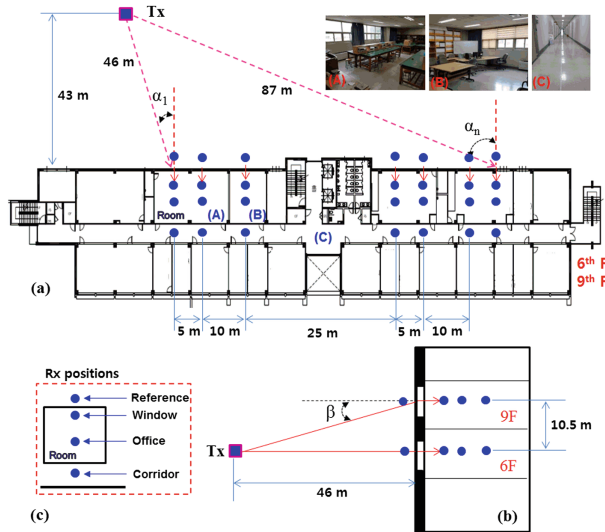 Tx
46 m
43 m
87 m
α1
αn
(A)
(B)
(C)
Room
(A)
(B)
(C)
6th F
9th F
(a)
5 m
10 m
25 m
5 m
10 m
Rx positions
Reference
Window
Office
Room
Corridor
(c)
β
Tx
9F
6F
10.5 m
46 m
(b)